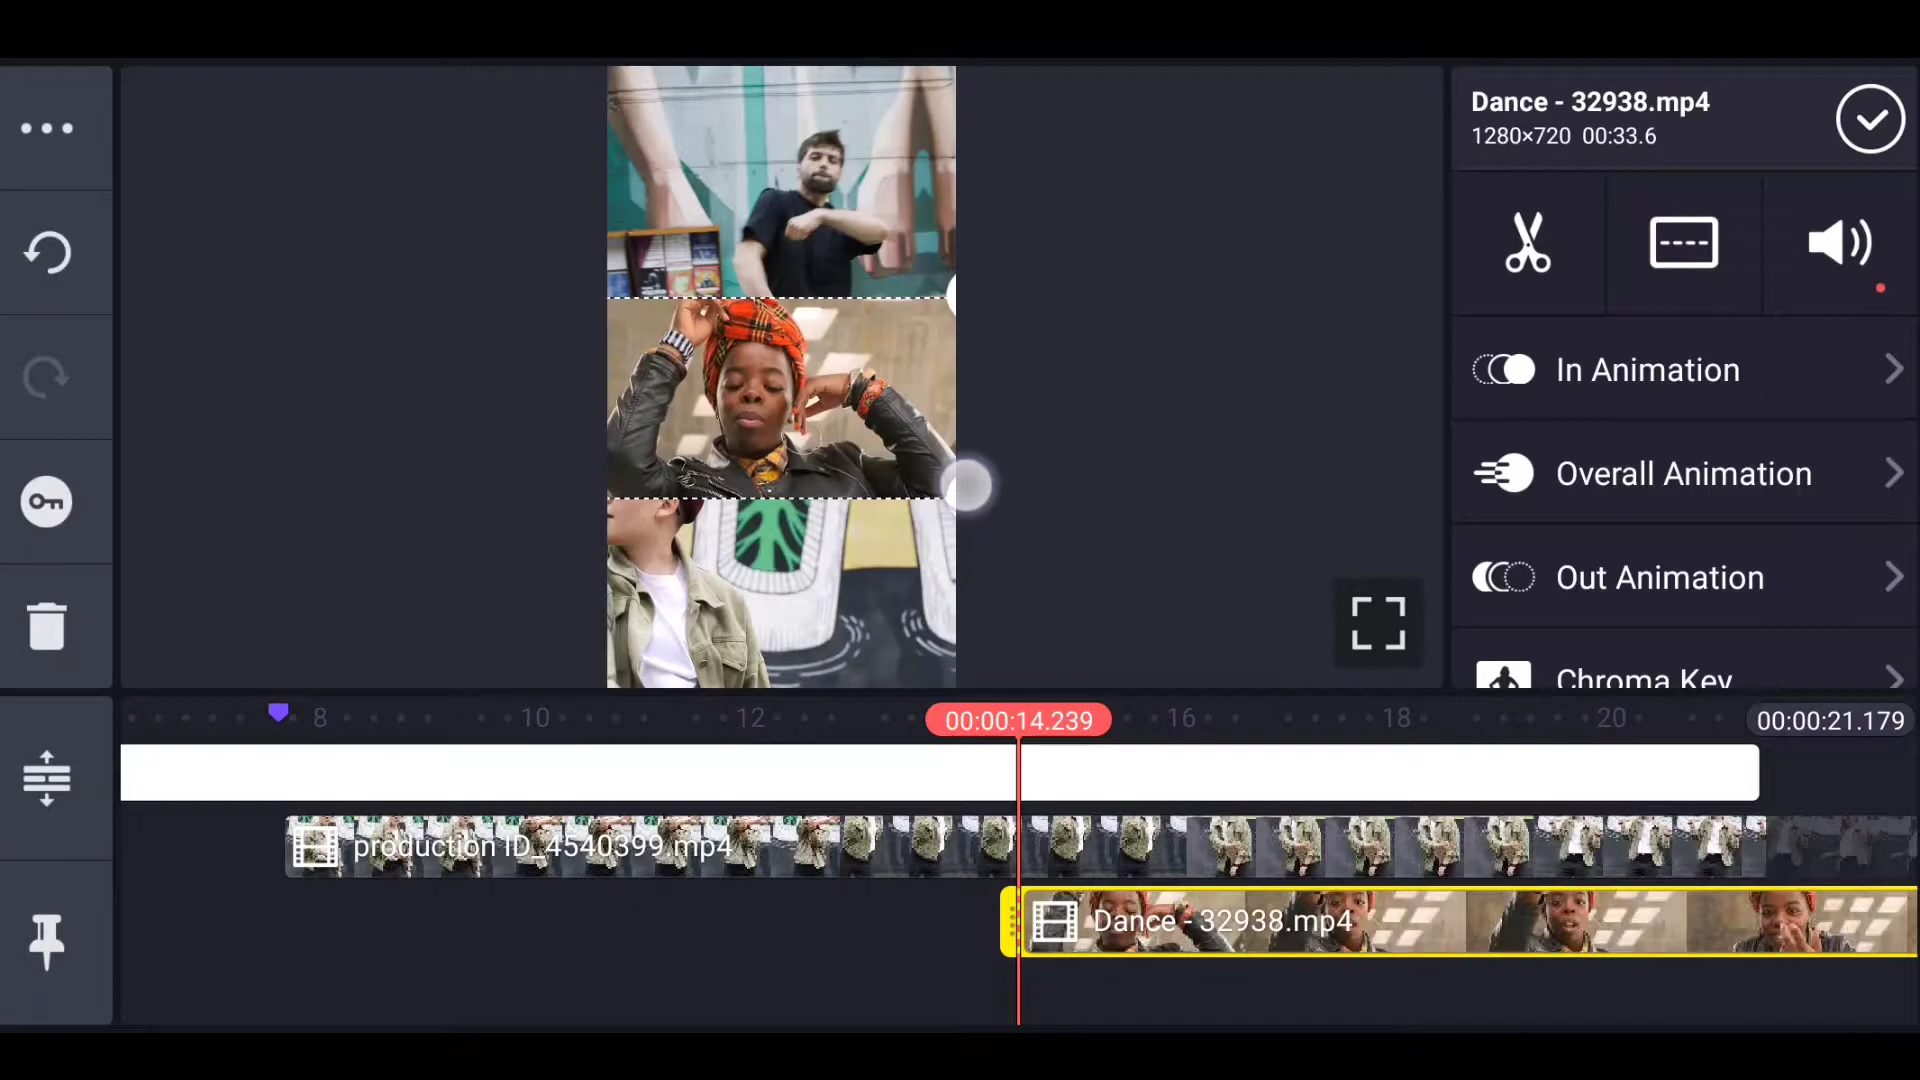 Dance - 32938.mp4
1280×720 00:33.6
In Animation
Overall Animation
Out Animation
Chroma Key
8
10
12
00:00:14.239
16
18
20
00:00:21.179
production ID_4540399.mp4
Dance - 32938.mp4